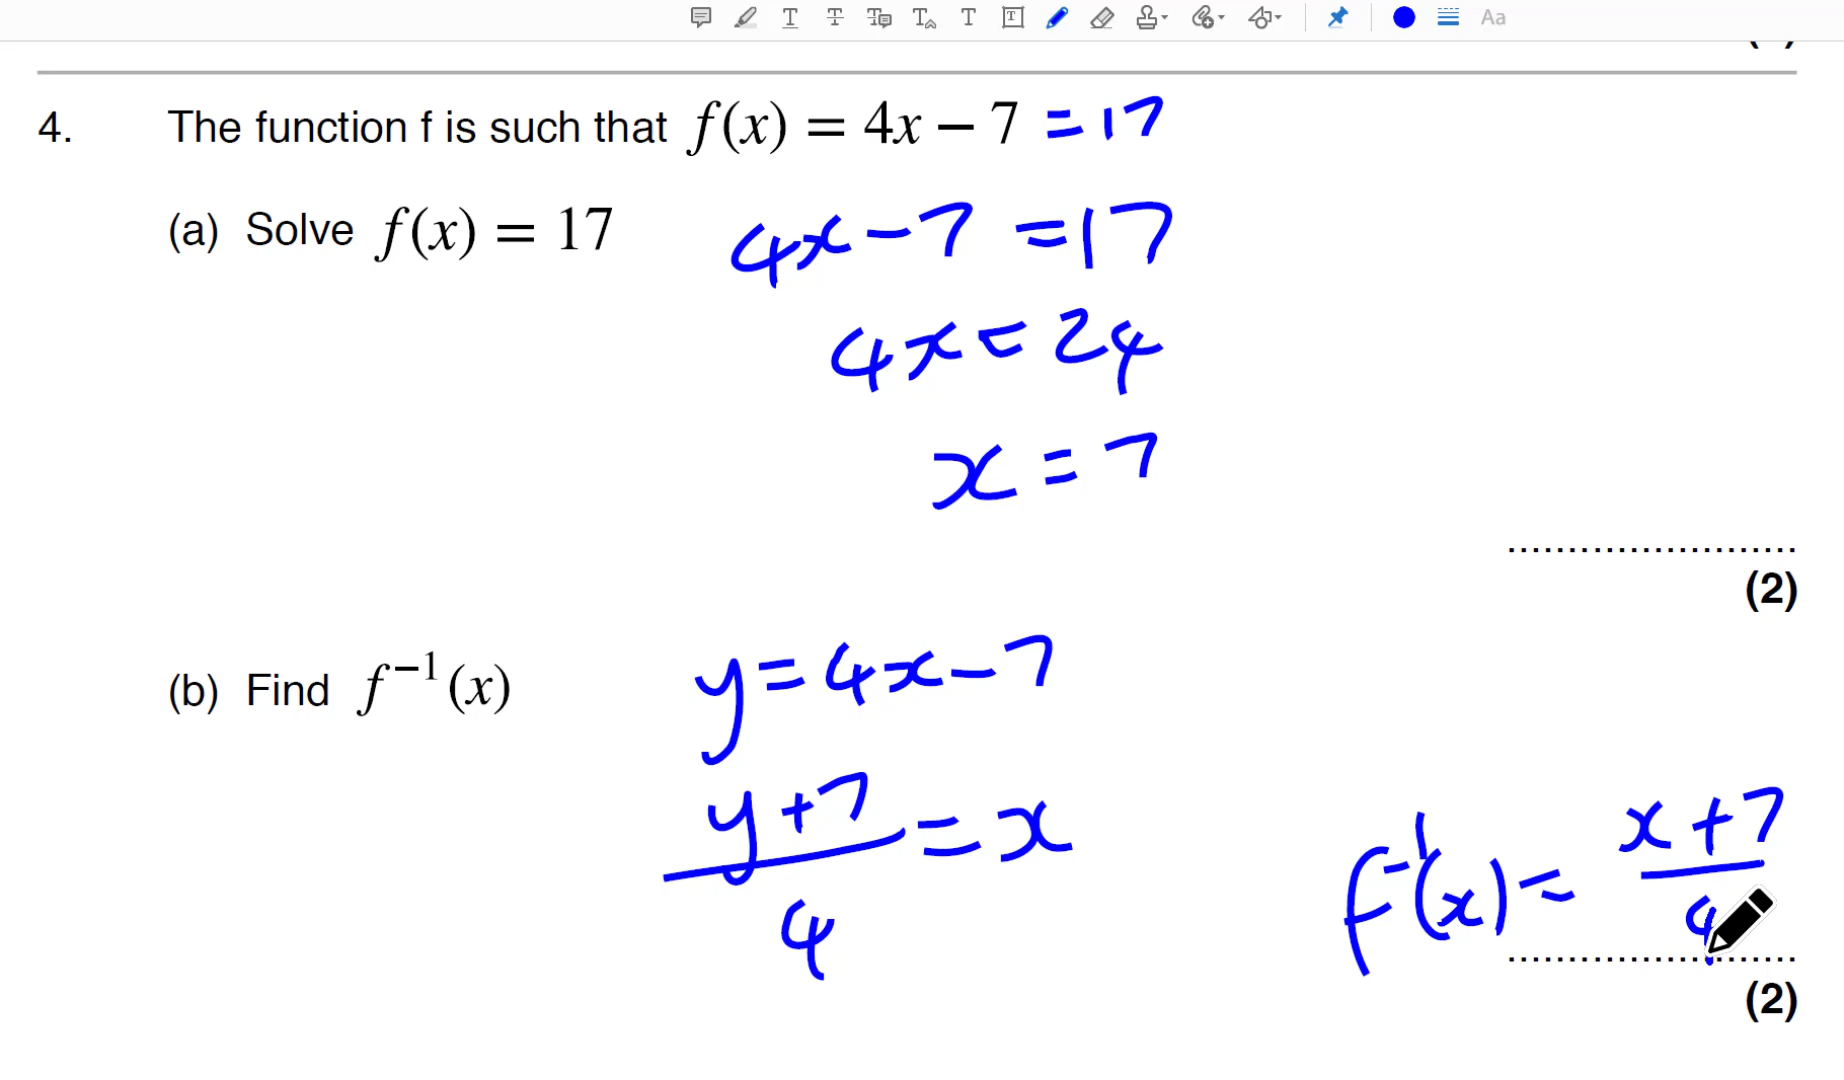 Aa
4. The function f is such that f(x) = 4x − 7 = 17
(a) Solve f(x) = 17
4x − 7 = 17
4x = 24
x = 7
.........................
(2)
(b) Find f⁻¹(x)
y = 4x − 7
y + 7
4
= x
f⁻¹(x) = x + 7
4
.........................
(2)